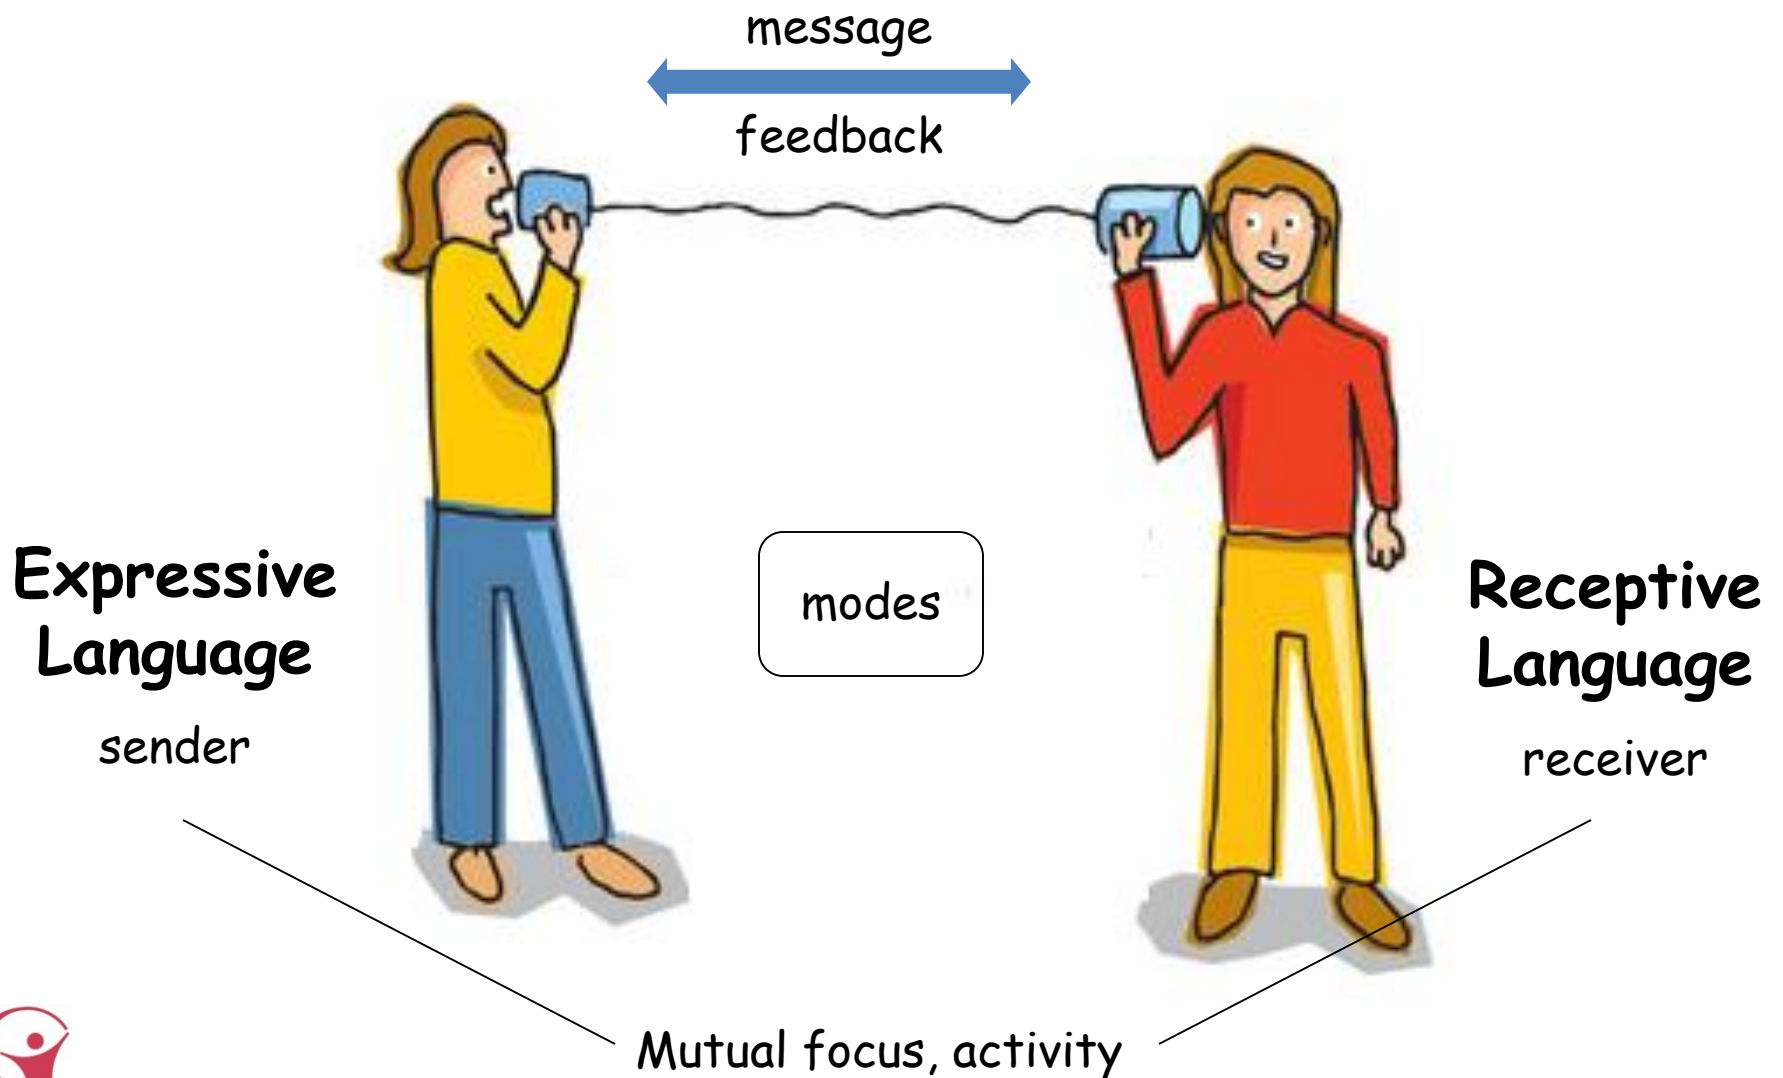 message
feedback
modes
Expressive
Language
sender
Receptive
Language
receiver
Mutual focus, activity